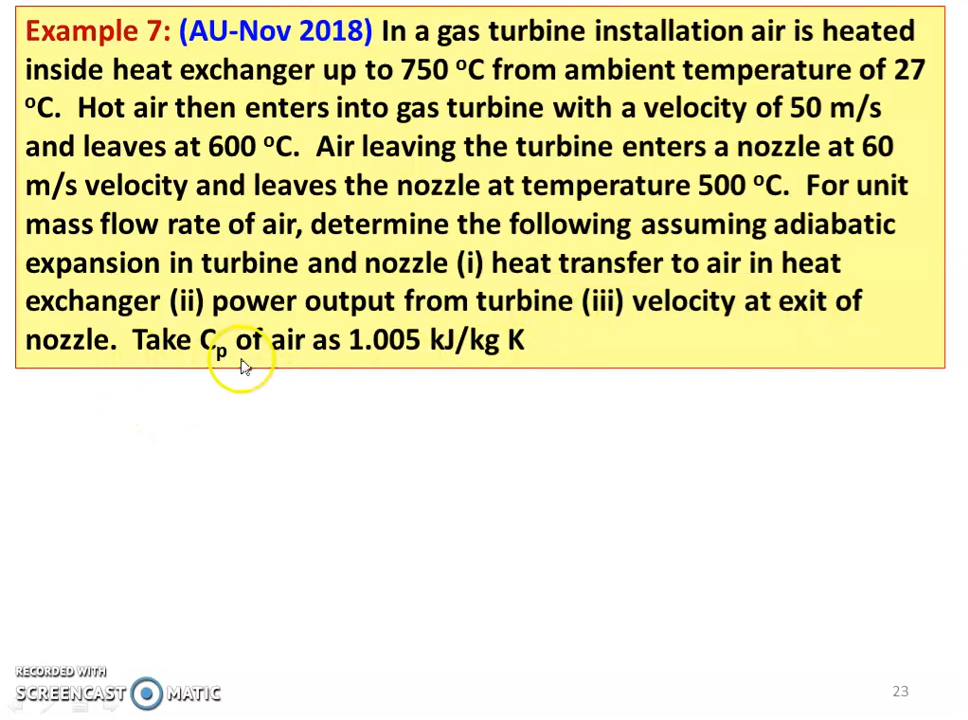 Example 7: (AU-Nov 2018) In a gas turbine installation air is heated
inside heat exchanger up to 750 ºC from ambient temperature of 27
ºC. Hot air then enters into gas turbine with a velocity of 50 m/s
and leaves at 600 ºC. Air leaving the turbine enters a nozzle at 60
m/s velocity and leaves the nozzle at temperature 500 ºC. For unit
mass flow rate of air, determine the following assuming adiabatic
expansion in turbine and nozzle (i) heat transfer to air in heat
exchanger (ii) power output from turbine (iii) velocity at exit of
nozzle. Take Cp of air as 1.005 kJ/kg K
RECORDED WITH
SCREENCAST MATIC
23